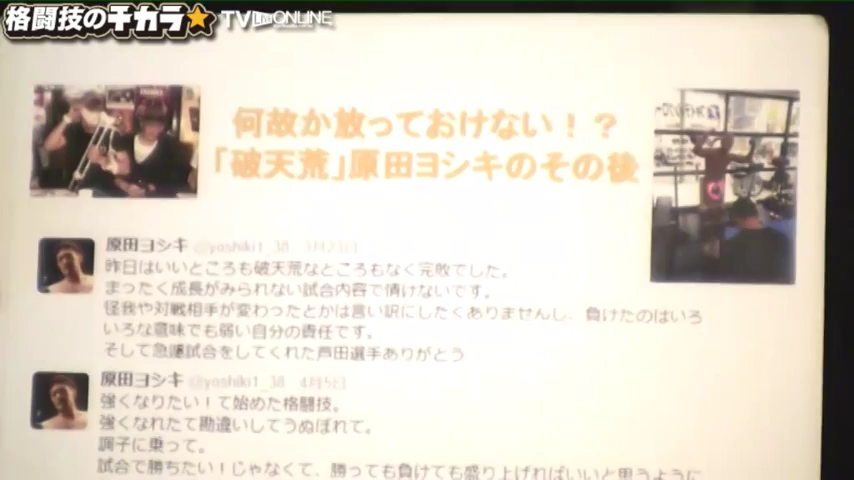 格闘技のチカラ★ TV LIVE ONLINE
何故か放っておけない！？
「破天荒」原田ヨシキのその後
原田ヨシキ @yoshiki1_38 3月23日
昨日はいいところも破天荒なところもなく完敗でした。
まったく成長がみられない試合内容で情けないです。
怪我や対戦相手が変わったとかは言い訳にしたくありませんし、負けたのはいろ
いろな意味でも弱い自分の責任です。
そして急遽試合をしてくれた芦田選手ありがとう
原田ヨシキ @yoshiki1_38 4月5日
強くなりたい！て始めた格闘技。
強くなれたて勘違いしてうぬぼれて。
調子に乗って。
試合で勝ちたい！じゃなくて、勝っても負けても盛り上げればいいと思うように